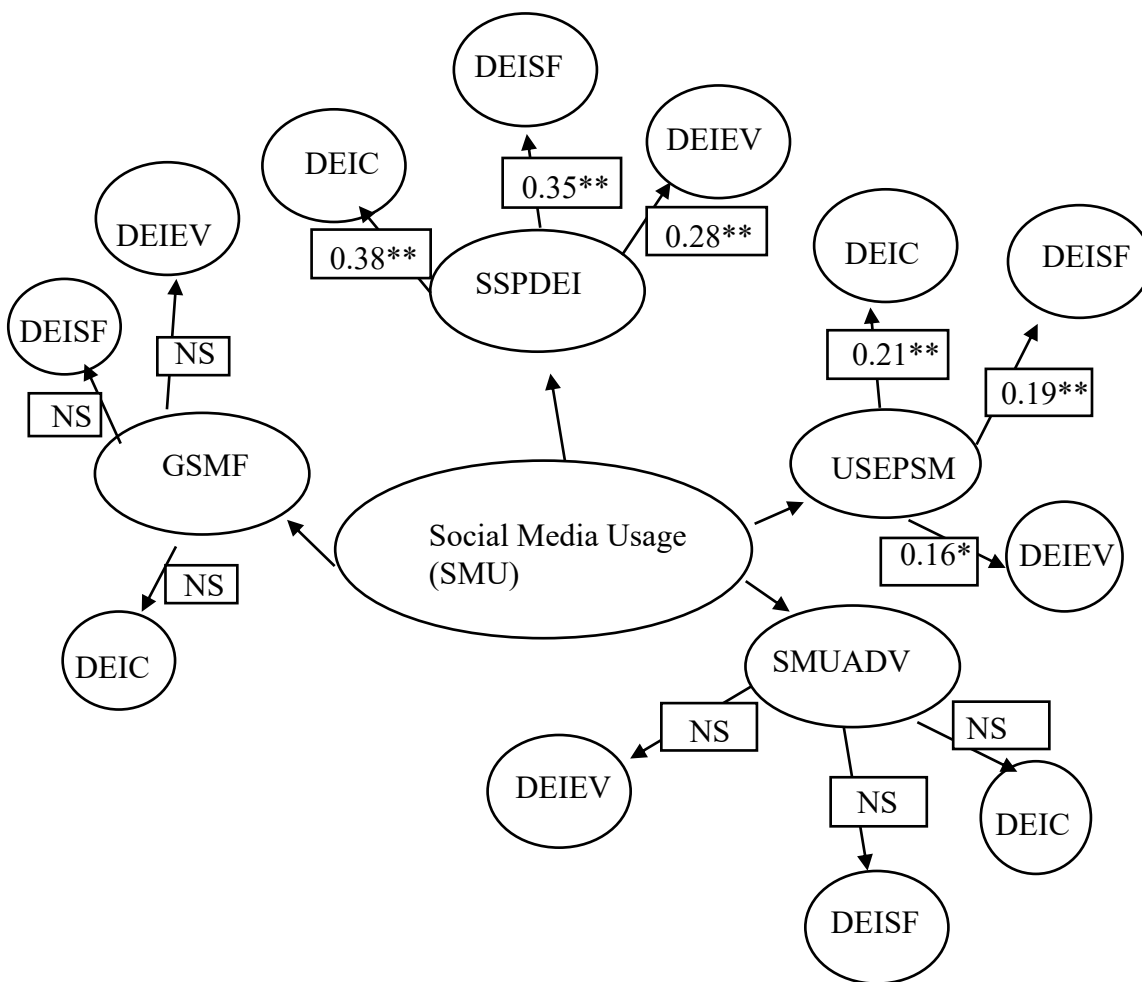 DEISF
DEIEV
DEIC
0.35**
0.28**
0.38**
SSPDEI
DEIEV
DEISF
NS
NS
GSMF
NS
DEIC
DEIC
DEISF
0.21**
0.19**
USEPSM
0.16*
DEIEV
Social Media Usage
(SMU)
SMUADV
NS
NS
NS
DEIEV
DEIC
DEISF